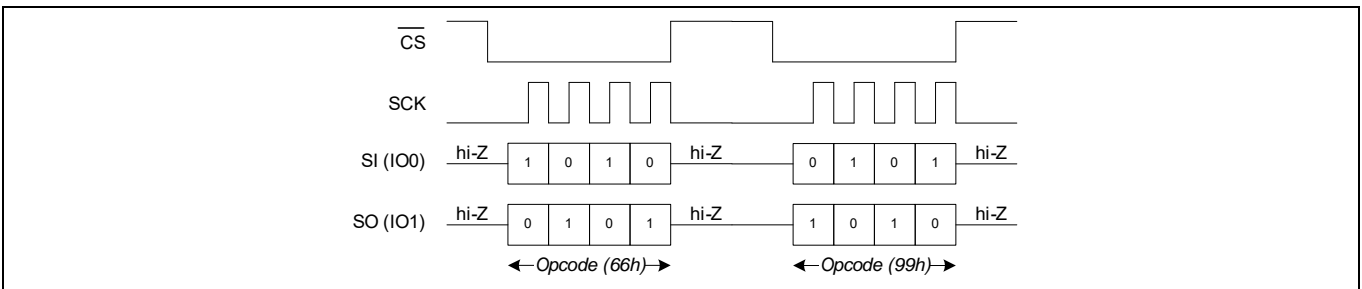 CS
SCK
SI (IO0) hi-Z 1 0 1 0 hi-Z 0 1 0 1 hi-Z
SO (IO1) hi-Z 0 1 0 1 hi-Z 1 0 1 0 hi-Z
Opcode (66h) Opcode (99h)